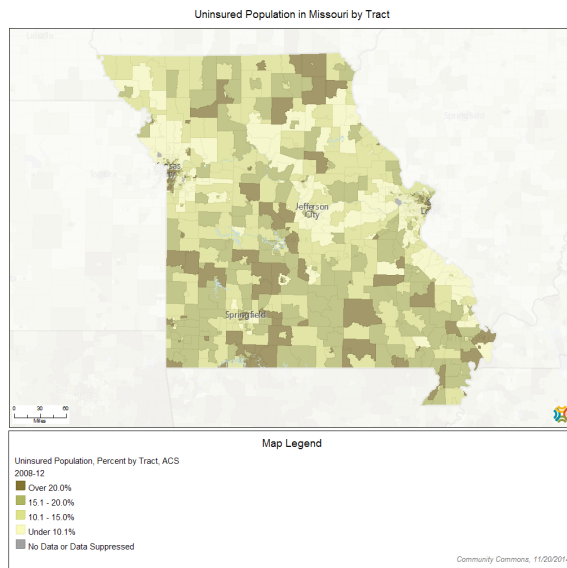 Uninsured Population in Missouri by Tract
Jefferson
City
Springfield
0 30 60
Miles
Map Legend
Uninsured Population, Percent by Tract, ACS
2008-12
Over 20.0%
15.1 - 20.0%
10.1 - 15.0%
Under 10.1%
No Data or Data Suppressed
Community Commons, 11/20/2014